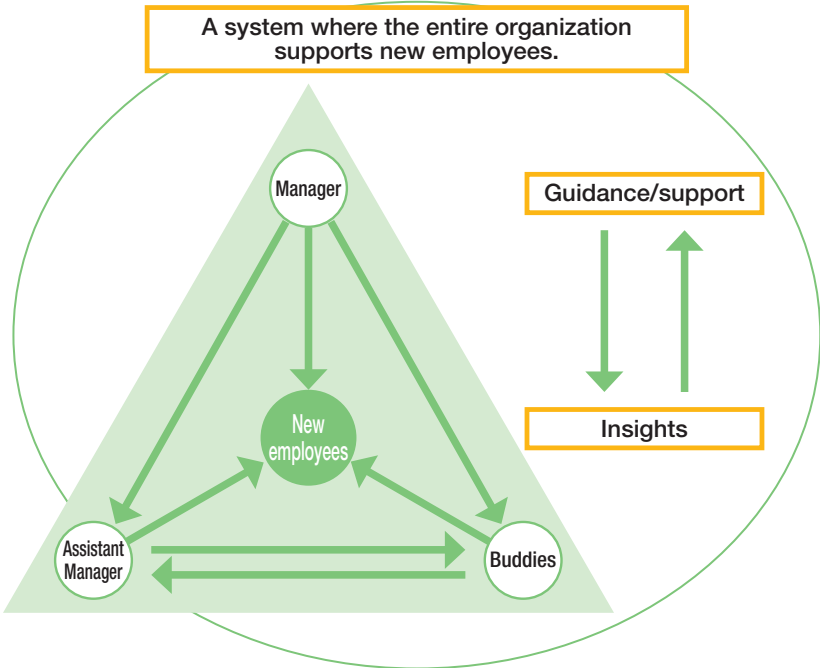 A system where the entire organization
supports new employees.
Manager
Guidance/support
New
employees
Insights
Assistant
Manager
Buddies